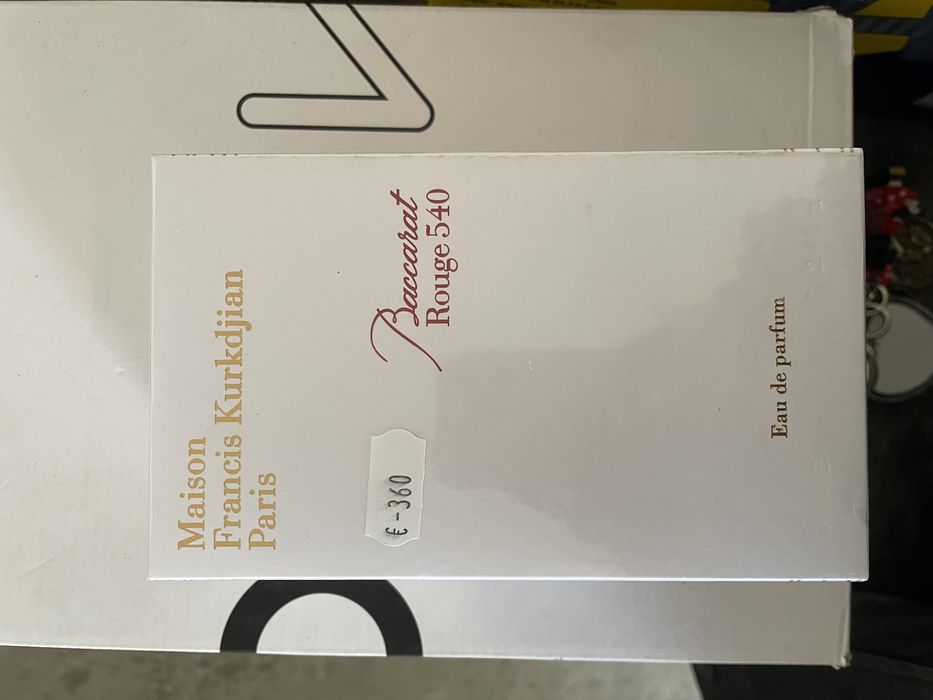 Maison
Francis Kurkdjian
Paris
Baccarat
Rouge 540
€-360
Eau de parfum